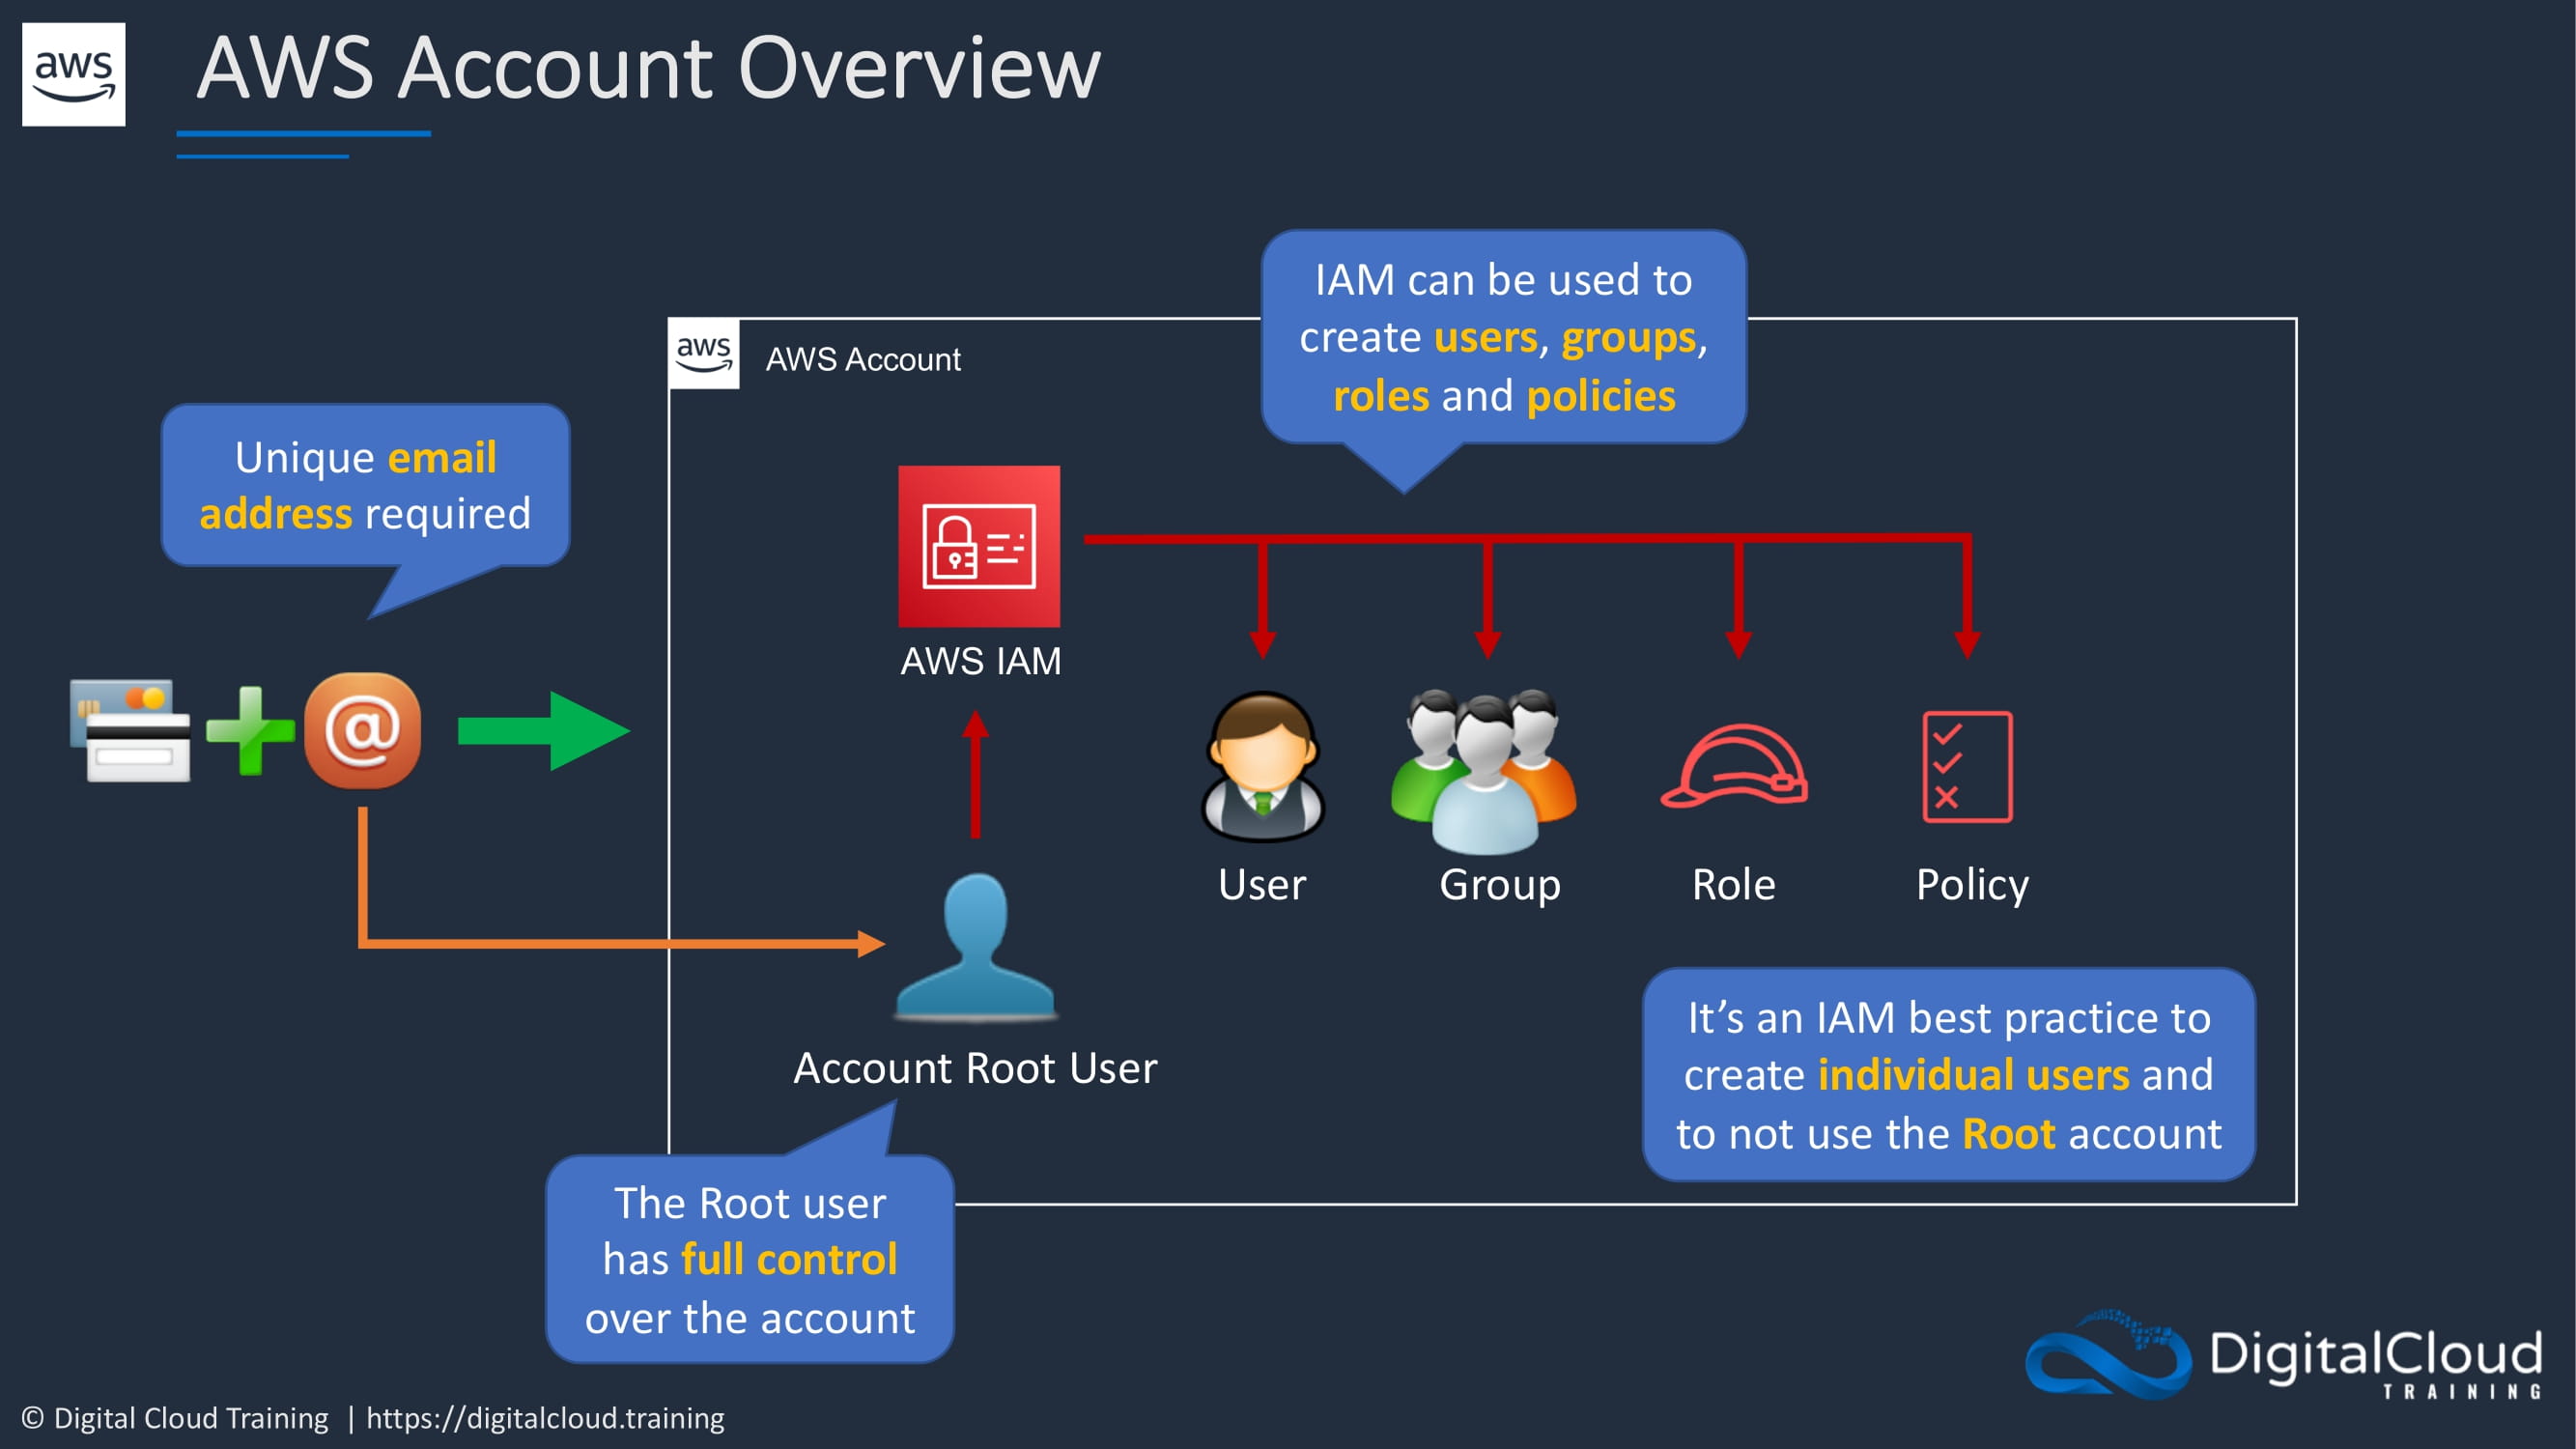 aws
AWS Account Overview
IAM can be used to
create users, groups,
roles and policies
aws
AWS Account
Unique email
address required
AWS IAM
@
User
Group
Role
Policy
Account Root User
It’s an IAM best practice to
create individual users and
to not use the Root account
The Root user
has full control
over the account
DigitalCloud
TRAINING
© Digital Cloud Training | https://digitalcloud.training